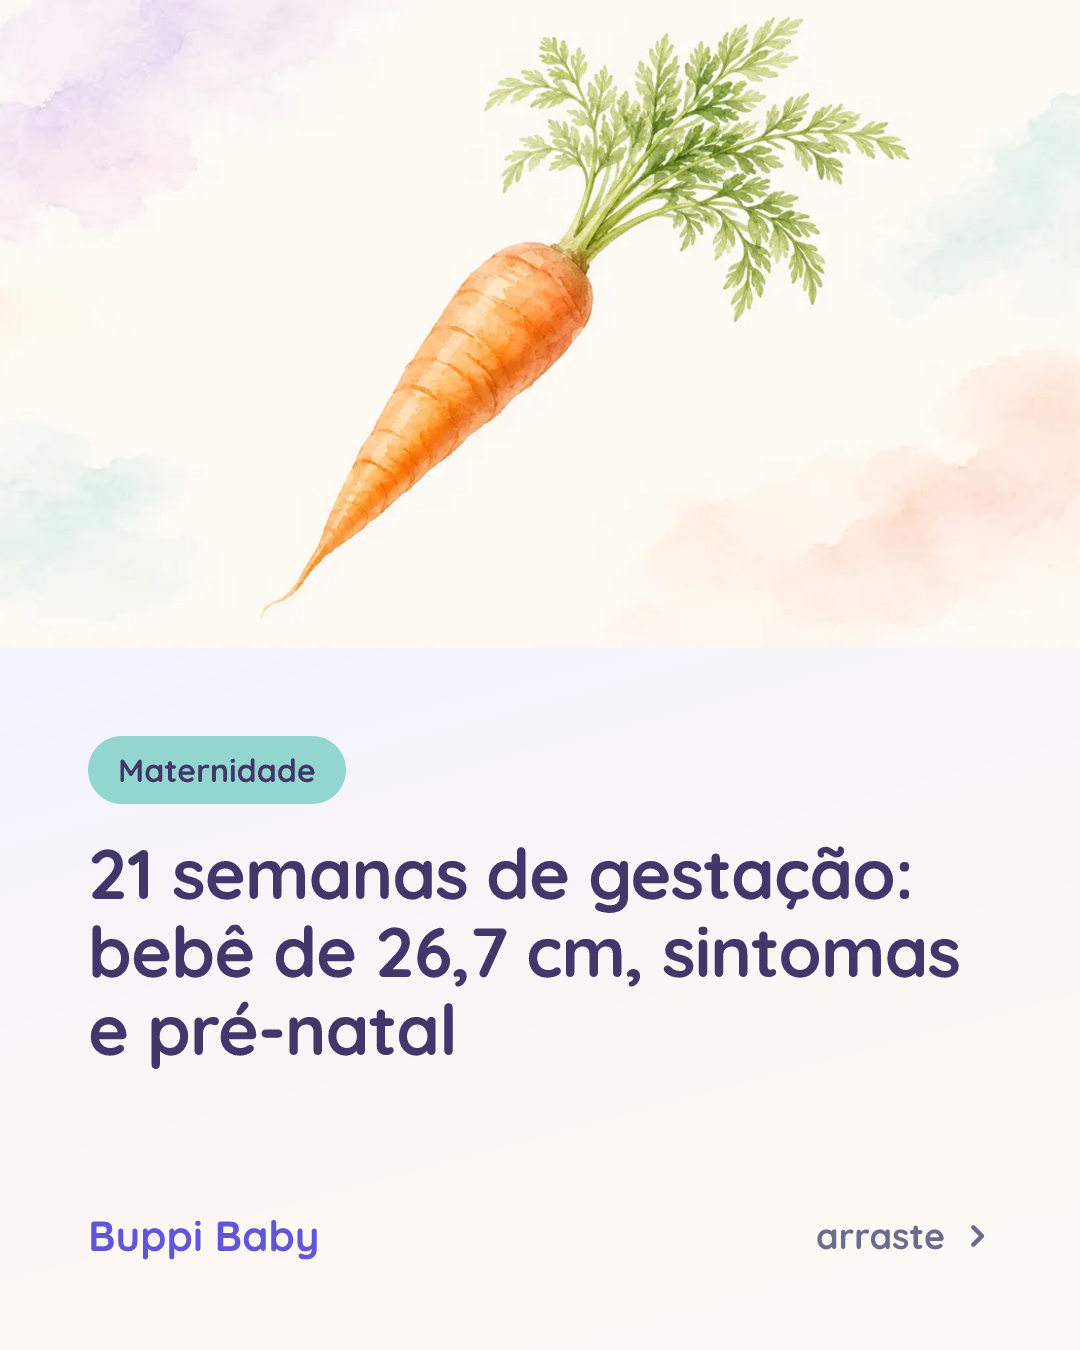 Maternidade
21 semanas de gestação:
bebê de 26,7 cm, sintomas
e pré-natal
Buppi Baby
arraste